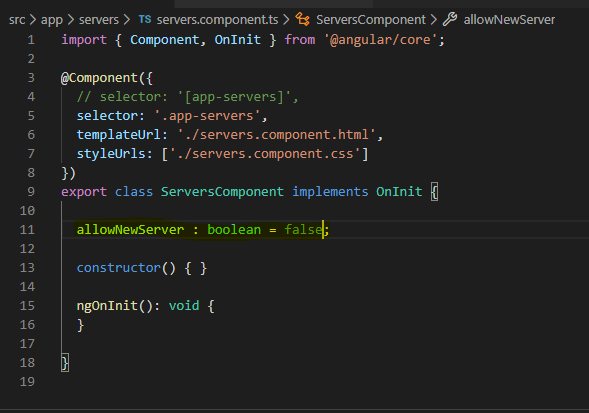 src > app > servers > TS servers.component.ts > ServersComponent > allowNewServer
1 import { Component, OnInit } from '@angular/core';
2
3 @Component({
4   // selector: '[app-servers]',
5   selector: '.app-servers',
6   templateUrl: './servers.component.html',
7   styleUrls: ['./servers.component.css']
8 })
9 export class ServersComponent implements OnInit {
10
11   allowNewServer : boolean = false;
12
13   constructor() { }
14
15   ngOnInit(): void {
16   }
17
18 }
19